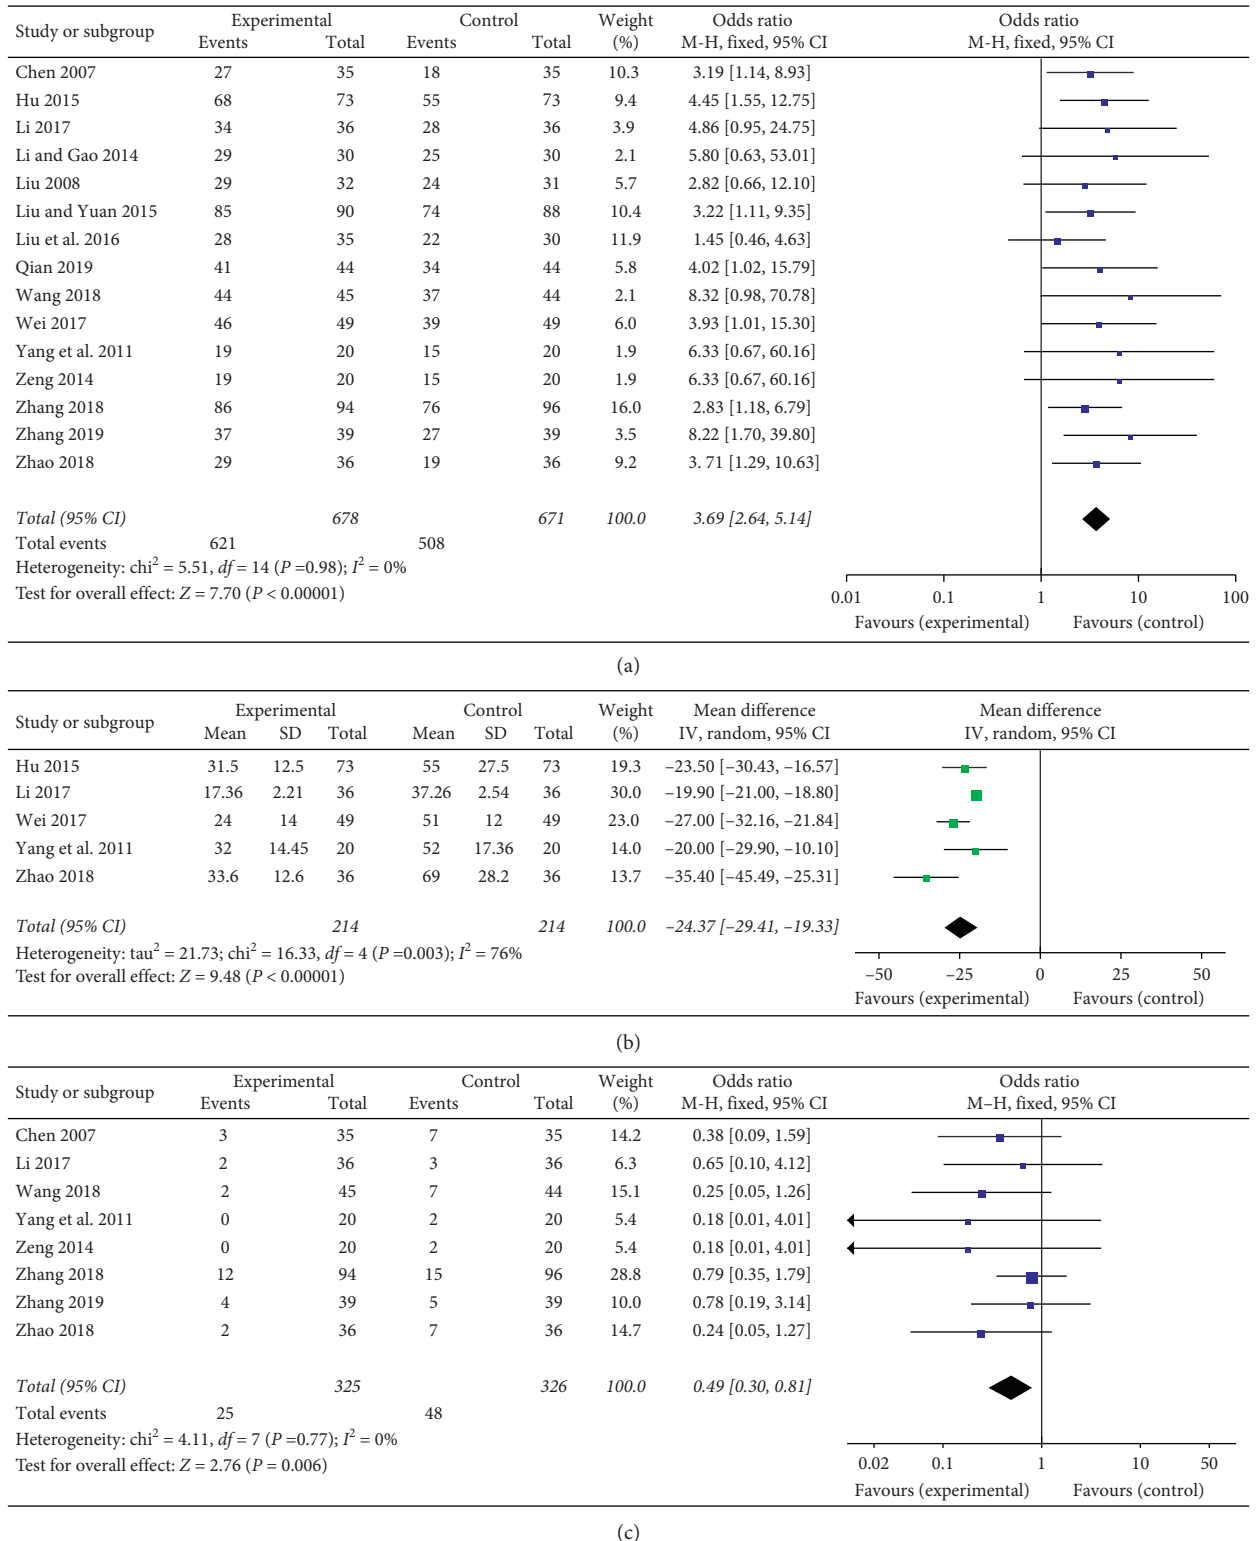 Study or subgroup Experimental Control Weight Odds ratio Odds ratio
Events Total Events Total (%) M-H, fixed, 95% CI M-H, fixed, 95% CI
Chen 2007 27 35 18 35 10.3 3.19 [1.14, 8.93]
Hu 2015 68 73 55 73 9.4 4.45 [1.55, 12.75]
Li 2017 34 36 28 36 3.9 4.86 [0.95, 24.75]
Li and Gao 2014 29 30 25 30 2.1 5.80 [0.63, 53.01]
Liu 2008 29 32 24 31 5.7 2.82 [0.66, 12.10]
Liu and Yuan 2015 85 90 74 88 10.4 3.22 [1.11, 9.35]
Liu et al. 2016 28 35 22 30 11.9 1.45 [0.46, 4.63]
Qian 2019 41 44 34 44 5.8 4.02 [1.02, 15.79]
Wang 2018 44 45 37 44 2.1 8.32 [0.98, 70.78]
Wei 2017 46 49 39 49 6.0 3.93 [1.01, 15.30]
Yang et al. 2011 19 20 15 20 1.9 6.33 [0.67, 60.16]
Zeng 2014 19 20 15 20 1.9 6.33 [0.67, 60.16]
Zhang 2018 86 94 76 96 16.0 2.83 [1.18, 6.79]
Zhang 2019 37 39 27 39 3.5 8.22 [1.70, 39.80]
Zhao 2018 29 36 19 36 9.2 3. 71 [1.29, 10.63]
Total (95% CI) 678 671 100.0 3.69 [2.64, 5.14]
Total events 621 508
Heterogeneity: chi² = 5.51, df = 14 (P =0.98); I² = 0%
Test for overall effect: Z = 7.70 (P < 0.00001)
0.01 0.1 1 10 100
Favours (experimental) Favours (control)
(a)
Study or subgroup Experimental Control Weight Mean difference Mean difference
Mean SD Total Mean SD Total (%) IV, random, 95% CI IV, random, 95% CI
Hu 2015 31.5 12.5 73 55 27.5 73 19.3 –23.50 [–30.43, –16.57]
Li 2017 17.36 2.21 36 37.26 2.54 36 30.0 –19.90 [–21.00, –18.80]
Wei 2017 24 14 49 51 12 49 23.0 –27.00 [–32.16, –21.84]
Yang et al. 2011 32 14.45 20 52 17.36 20 14.0 –20.00 [–29.90, –10.10]
Zhao 2018 33.6 12.6 36 69 28.2 36 13.7 –35.40 [–45.49, –25.31]
Total (95% CI) 214 214 100.0 –24.37 [–29.41, –19.33]
Heterogeneity: tau² = 21.73; chi² = 16.33, df = 4 (P =0.003); I² = 76%
Test for overall effect: Z = 9.48 (P < 0.00001)
–50 –25 0 25 50
Favours (experimental) Favours (control)
(b)
Study or subgroup Experimental Control Weight Odds ratio Odds ratio
Events Total Events Total (%) M-H, fixed, 95% CI M–H, fixed, 95% CI
Chen 2007 3 35 7 35 14.2 0.38 [0.09, 1.59]
Li 2017 2 36 3 36 6.3 0.65 [0.10, 4.12]
Wang 2018 2 45 7 44 15.1 0.25 [0.05, 1.26]
Yang et al. 2011 0 20 2 20 5.4 0.18 [0.01, 4.01]
Zeng 2014 0 20 2 20 5.4 0.18 [0.01, 4.01]
Zhang 2018 12 94 15 96 28.8 0.79 [0.35, 1.79]
Zhang 2019 4 39 5 39 10.0 0.78 [0.19, 3.14]
Zhao 2018 2 36 7 36 14.7 0.24 [0.05, 1.27]
Total (95% CI) 325 326 100.0 0.49 [0.30, 0.81]
Total events 25 48
Heterogeneity: chi² = 4.11, df = 7 (P =0.77); I² = 0%
Test for overall effect: Z = 2.76 (P = 0.006)
0.02 0.1 1 10 50
Favours (experimental) Favours (control)
(c)